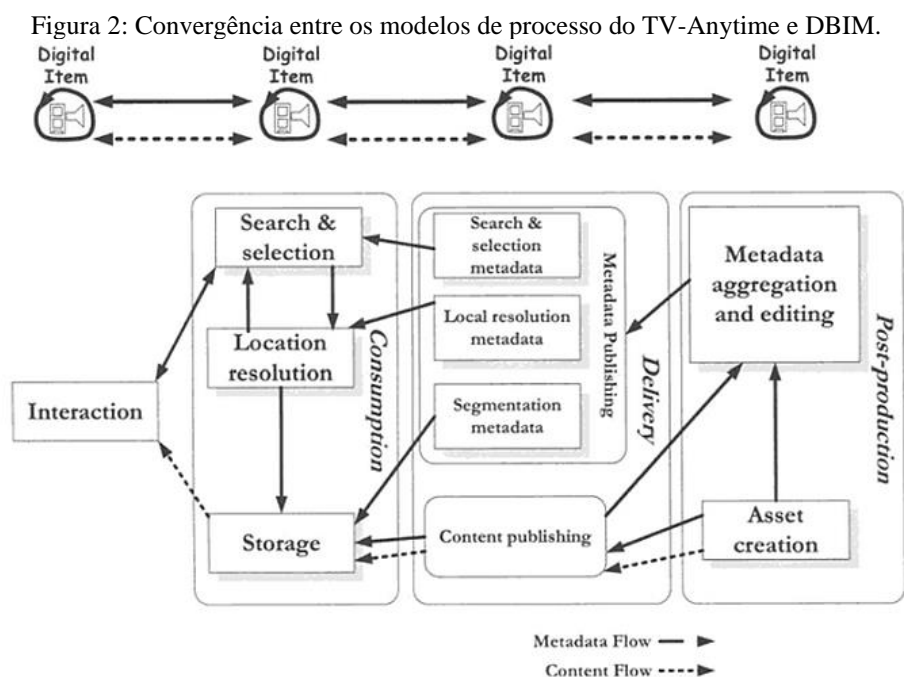 Figura 2: Convergência entre os modelos de processo do TV-Anytime e DBIM.
Digital
Item
Digital
Item
Digital
Item
Digital
Item
Search &
selection
Location
resolution
Storage
Consumption
Interaction
Search &
selection
metadata
Local resolution
metadata
Segmentation
metadata
Metadata Publishing
Content publishing
Delivery
Metadata
aggregation
and editing
Asset
creation
Post-production
Metadata Flow
Content Flow